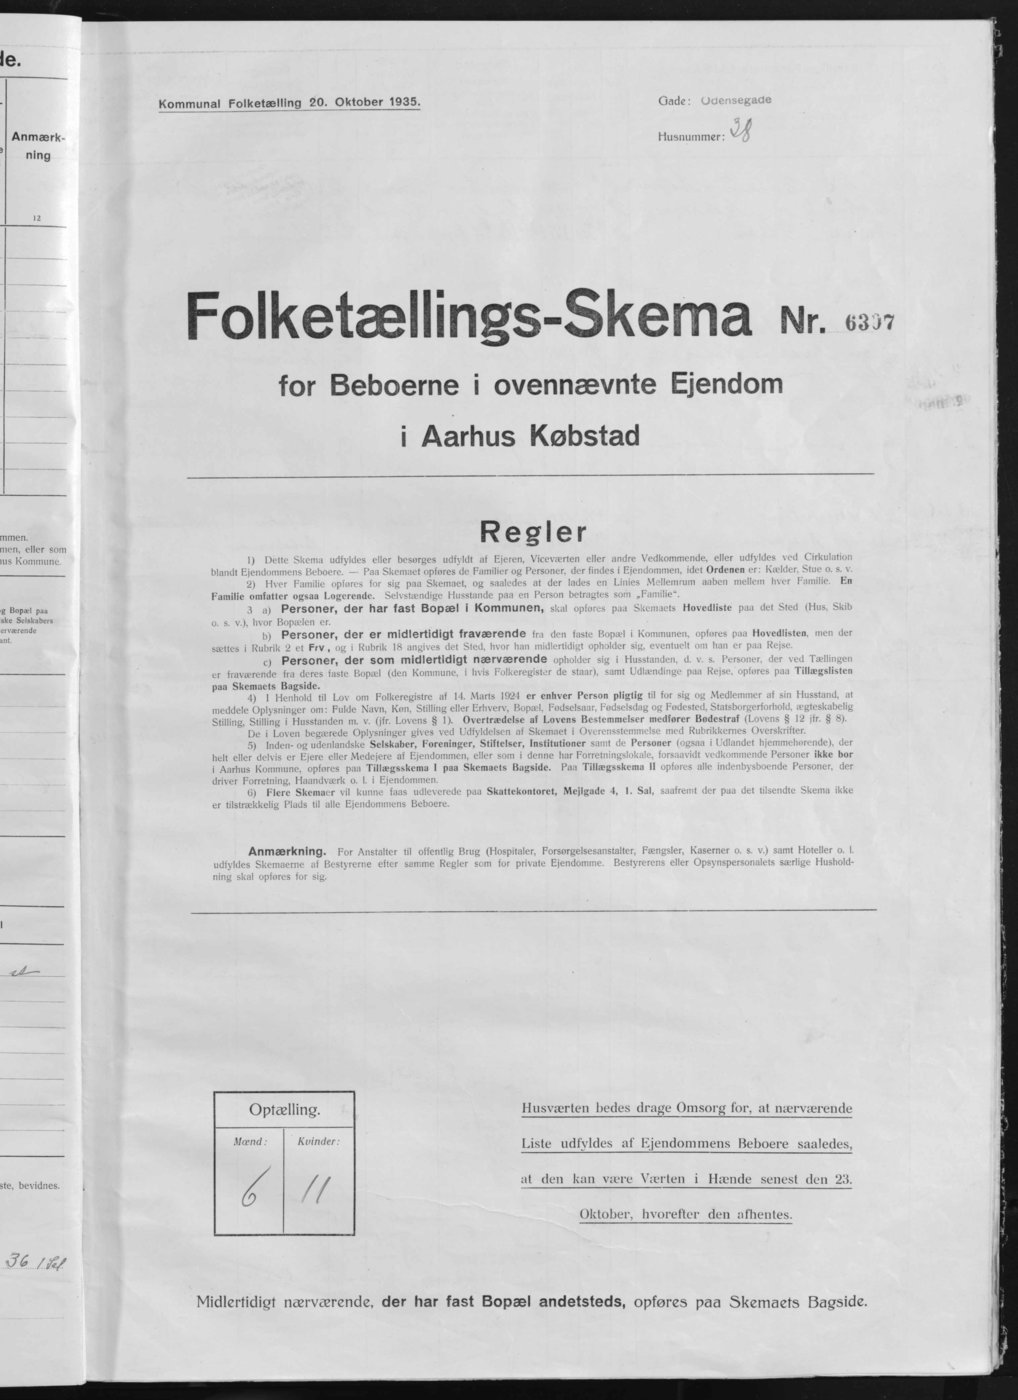 de.
Anmærk-
ning
12
mmen.
men, eller som
us Kommune.
g Bopæl paa
ske Selskabers
erværende
ant.
st
ste, bevidnes.
36 1 Sal
Kommunal Folketælling 20. Oktober 1935.
Gade: Odensegade
Husnummer: 38
Folketællings-Skema Nr. 6307
for Beboerne i ovennævnte Ejendom
i Aarhus Købstad
Regler
1) Dette Skema udfyldes eller besørges udfyldt af Ejeren, Viceværten eller andre Vedkommende, eller udfyldes ved Cirkulation
blandt Ejendommens Beboere. — Paa Skemaet opføres de Familier og Personer, der findes i Ejendommen, idet Ordenen er: Kælder, Stue o. s. v.
2) Hver Familie opføres for sig paa Skemaet, og saaledes at der lades en Linies Mellemrum aaben mellem hver Familie. En
Familie omfatter ogsaa Logerende. Selvstændige Husstande paa en Person betragtes som „Familie“.
3 a) Personer, der har fast Bopæl i Kommunen, skal opføres paa Skemaets Hovedliste paa det Sted (Hus, Skib
o. s. v.), hvor Bopælen er.
b) Personer, der er midlertidigt fraværende fra den faste Bopæl i Kommunen, opføres paa Hovedlisten, men der
sættes i Rubrik 2 et Frv, og i Rubrik 18 angives det Sted, hvor han midlertidigt opholder sig, eventuelt om han er paa Rejse.
c) Personer, der som midlertidigt nærværende opholder sig i Husstanden, d. v. s. Personer, der ved Tællingen
er fraværende fra deres faste Bopæl (den Kommune, i hvis Folkeregister de staar), samt Udlændinge paa Rejse, opføres paa Tillægslisten
paa Skemaets Bagside.
4) I Henhold til Lov om Folkeregistre af 14. Marts 1924 er enhver Person pligtig til for sig og Medlemmer af sin Husstand, at
meddele Oplysninger om: Fulde Navn, Køn, Stilling eller Erhverv, Bopæl, Fødselsaar, Fødselsdag og Fødested, Statsborgerforhold, ægteskabelig
Stilling, Stilling i Husstanden m. v. (jfr. Lovens § 1). Overtrædelse af Lovens Bestemmelser medfører Bødestraf (Lovens § 12 jfr. § 8).
De i Loven begærede Oplysninger gives ved Udfyldelsen af Skemaet i Overensstemmelse med Rubrikkernes Overskrifter.
5) Inden- og udenlandske Selskaber, Foreninger, Stiftelser, Institutioner samt de Personer (ogsaa i Udlandet hjemmehørende), der
helt eller delvis er Ejere eller Medejere af Ejendommen, eller som i denne har Forretningslokale, forsaavidt vedkommende Personer ikke bor
i Aarhus Kommune, opføres paa Tillægsskema I paa Skemaets Bagside. Paa Tillægsskema II opføres alle indenbysboende Personer, der
driver Forretning, Haandværk o. l. i Ejendommen.
6) Flere Skemaer vil kunne faas udleverede paa Skattekontoret, Mejlgade 4, 1. Sal, saafremt der paa det tilsendte Skema ikke
er tilstrækkelig Plads til alle Ejendommens Beboere.
Anmærkning. For Anstalter til offentlig Brug (Hospitaler, Forsørgelsesanstalter, Fængsler, Kaserner o. s. v.) samt Hoteller o. l.
udfyldes Skemaerne af Bestyrerne efter samme Regler som for private Ejendomme. Bestyrerens eller Opsynspersonalets særlige Hushold-
ning skal opføres for sig.
Optælling.
Mænd: Kvinder:
6 11
Husværten bedes drage Omsorg for, at nærværende
Liste udfyldes af Ejendommens Beboere saaledes,
at den kan være Værten i Hænde senest den 23.
Oktober, hvorefter den afhentes.
Midlertidigt nærværende, der har fast Bopæl andetsteds, opføres paa Skemaets Bagside.